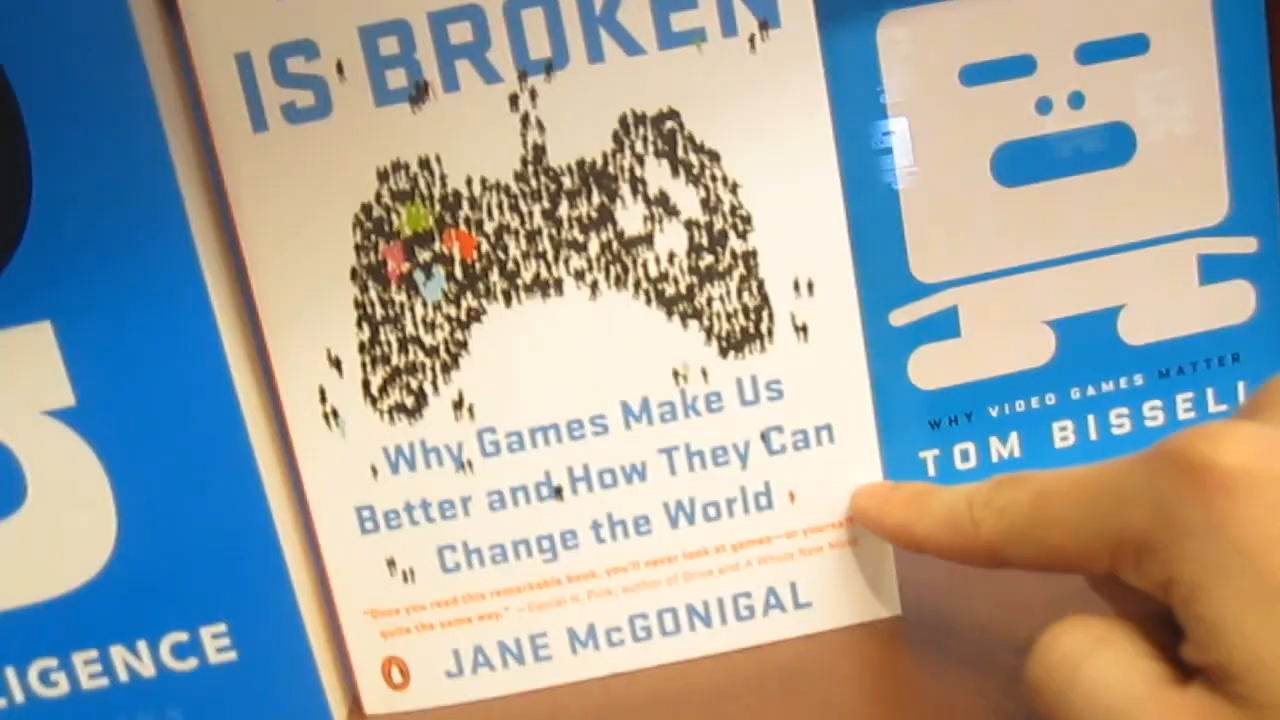 IS BROKEN
Why Games Make Us
Better and How They Can
Change the World
"Once you read this remarkable book, you'll never look at games—or yourself—
quite the same way." —Daniel H. Pink, author of Drive and A Whole New Mind
JANE McGONIGAL
WHY VIDEO GAMES MATTER
TOM BISSELL
LIGENCE